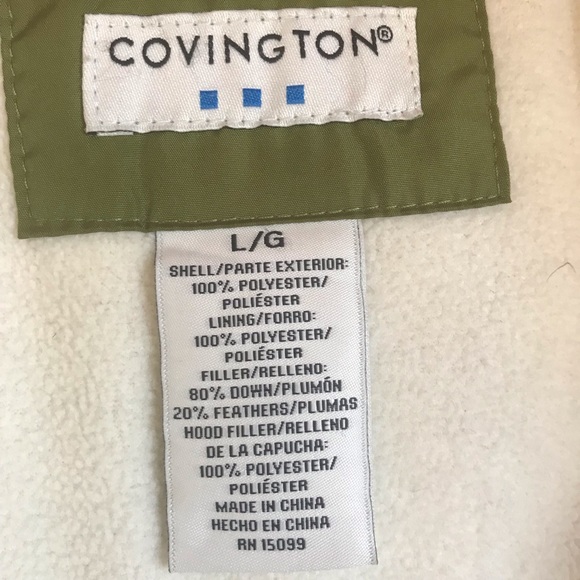 COVINGTON®
L/G
SHELL/PARTE EXTERIOR:
100% POLYESTER/
POLIÉSTER
LINING/FORRO:
100% POLYESTER/
POLIÉSTER
FILLER/RELLENO:
80% DOWN/PLUMÓN
20% FEATHERS/PLUMAS
HOOD FILLER/RELLENO
DE LA CAPUCHA:
100% POLYESTER/
POLIÉSTER
MADE IN CHINA
HECHO EN CHINA
RN 15099